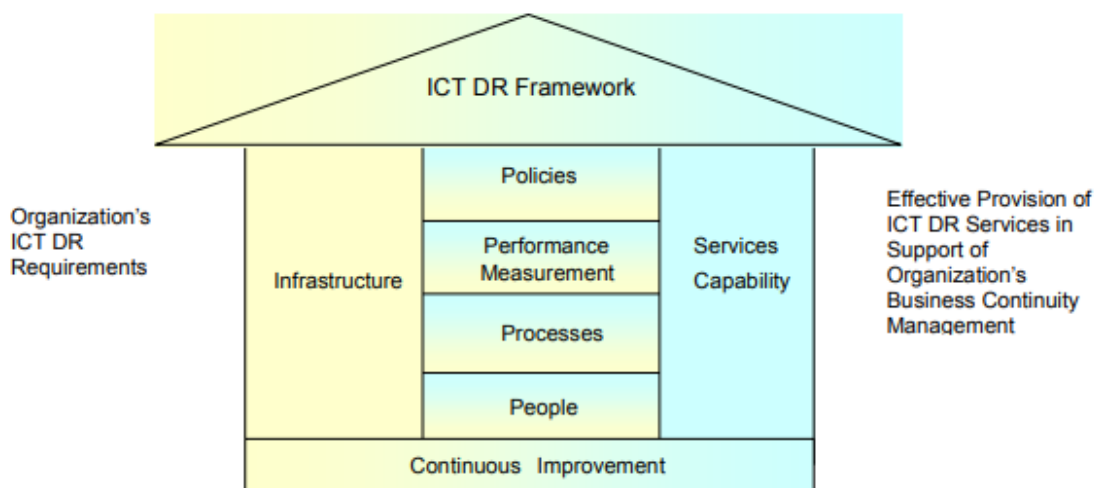 ICT DR Framework
Organization’s
ICT DR
Requirements
Infrastructure
Policies
Performance
Measurement
Processes
People
Services
Capability
Effective Provision of
ICT DR Services in
Support of
Organization’s
Business Continuity
Management
Continuous Improvement